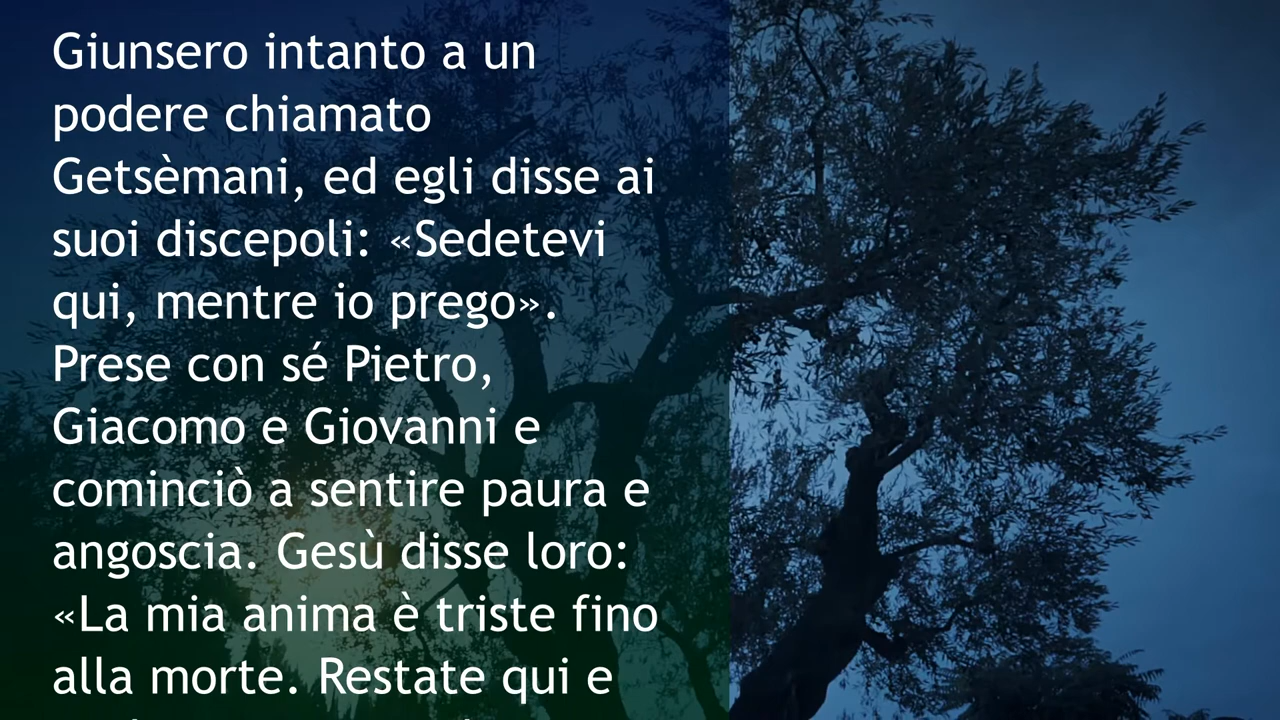 Giunsero intanto a un
podere chiamato
Getsèmani, ed egli disse ai
suoi discepoli: «Sedetevi
qui, mentre io prego».
Prese con sé Pietro,
Giacomo e Giovanni e
cominciò a sentire paura e
angoscia. Gesù disse loro:
«La mia anima è triste fino
alla morte. Restate qui e